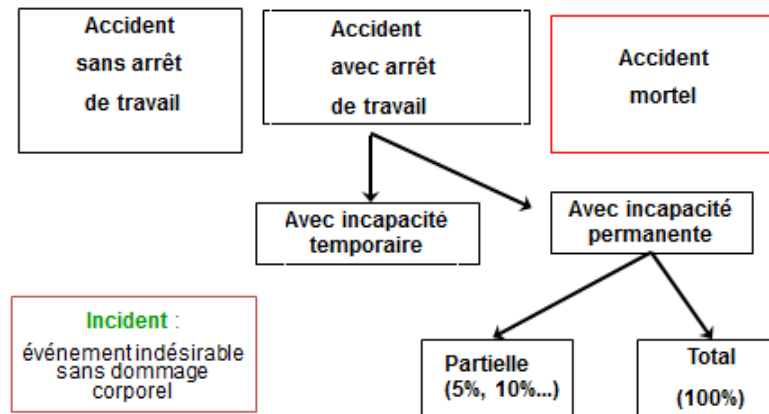 Accident
sans arrêt
de travail
Accident
avec arrêt
de travail
Accident
mortel
Avec incapacité
temporaire
Avec incapacité
permanente
Incident :
événement indésirable
sans dommage
corporel
Partielle
(5%, 10%...)
Total
(100%)